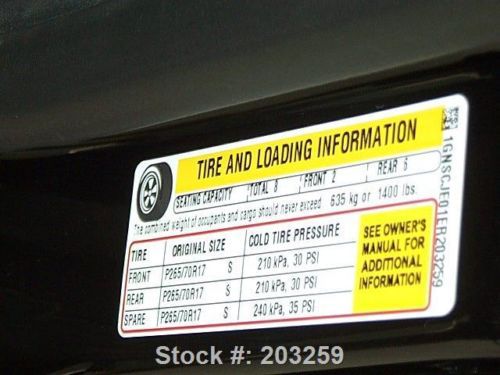 TIRE AND LOADING INFORMATION
SEATING CAPACITY TOTAL 8 FRONT 2 REAR 6
The combined weight of occupants and cargo should never exceed 635 kg or 1400 lbs.
TIRE ORIGINAL SIZE COLD TIRE PRESSURE
FRONT P265/70R17 S 210 kPa, 30 PSI
REAR P265/70R17 S 210 kPa, 30 PSI
SPARE P265/70R17 S 240 kPa, 35 PSI
SEE OWNER'S
MANUAL FOR
ADDITIONAL
INFORMATION
1GNSCJE01ER203259
Stock #: 203259